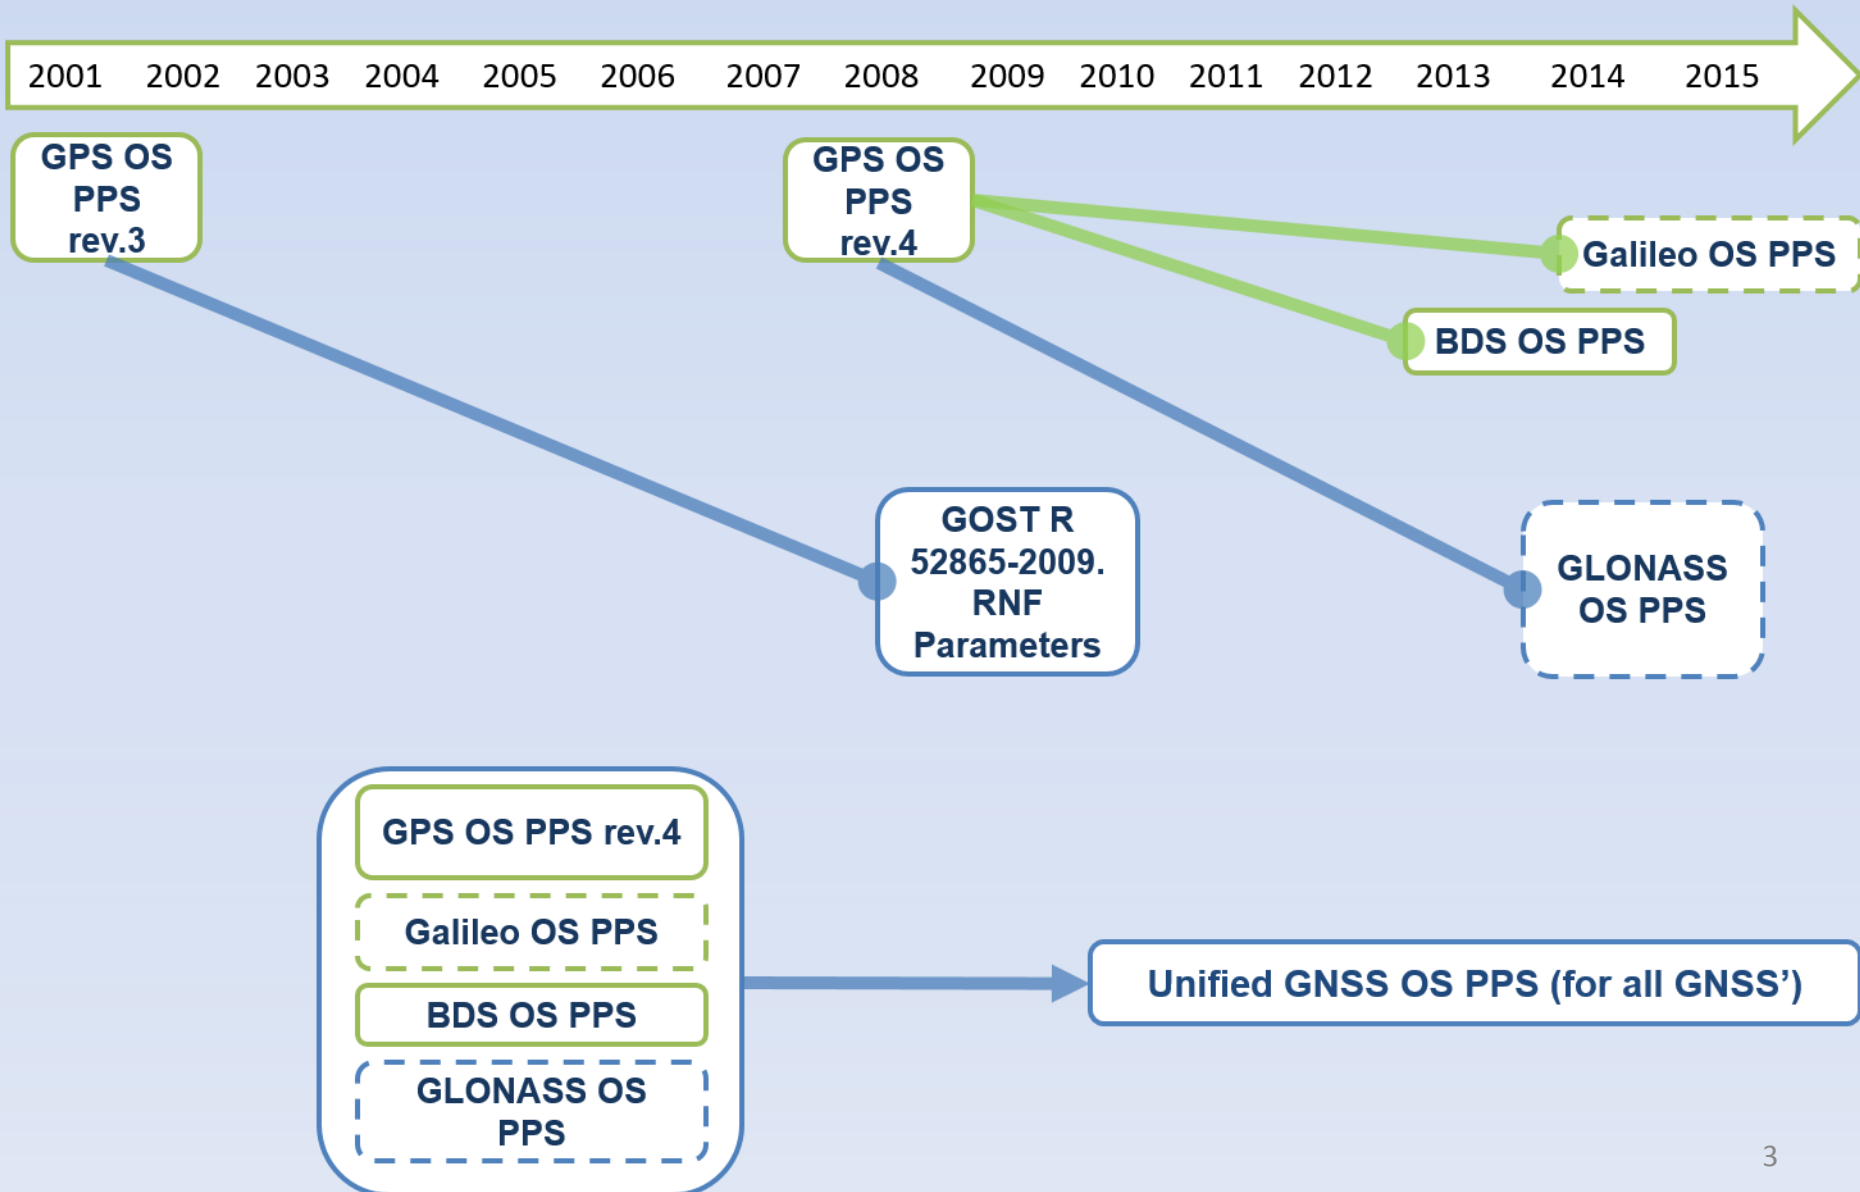 2001 2002 2003 2004 2005 2006 2007 2008 2009 2010 2011 2012 2013 2014 2015
GPS OS
PPS
rev.3
GPS OS
PPS
rev.4
Galileo OS PPS
BDS OS PPS
GOST R
52865-2009.
RNF
Parameters
GLONASS
OS PPS
GPS OS PPS rev.4
Galileo OS PPS
BDS OS PPS
GLONASS OS
PPS
Unified GNSS OS PPS (for all GNSS’)
3